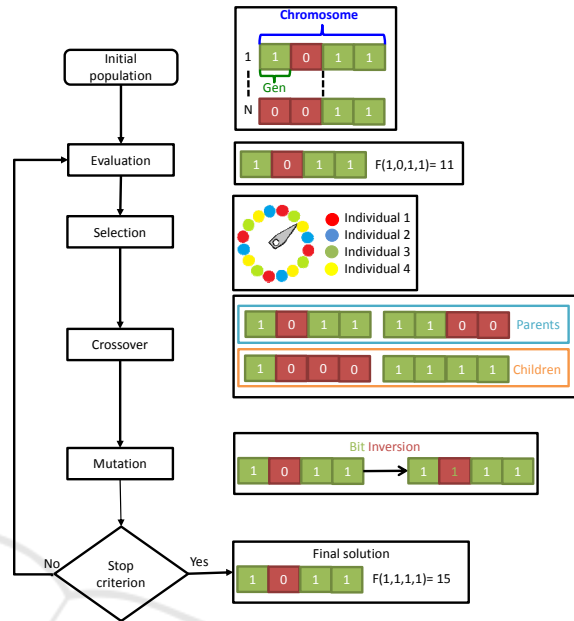 Chromosome
Initial
population
1 1 0 1 1
Gen
N 0 0 1 1
Evaluation
1 0 1 1 F(1,0,1,1)= 11
Selection
Individual 1
Individual 2
Individual 3
Individual 4
Crossover
1 0 1 1 1 1 0 0 Parents
1 0 0 0 1 1 1 1 Children
Mutation
Bit Inversion
1 0 1 1 1 1 1 1
Stop
criterion
No
Yes
Final solution
1 0 1 1 F(1,1,1,1)= 15